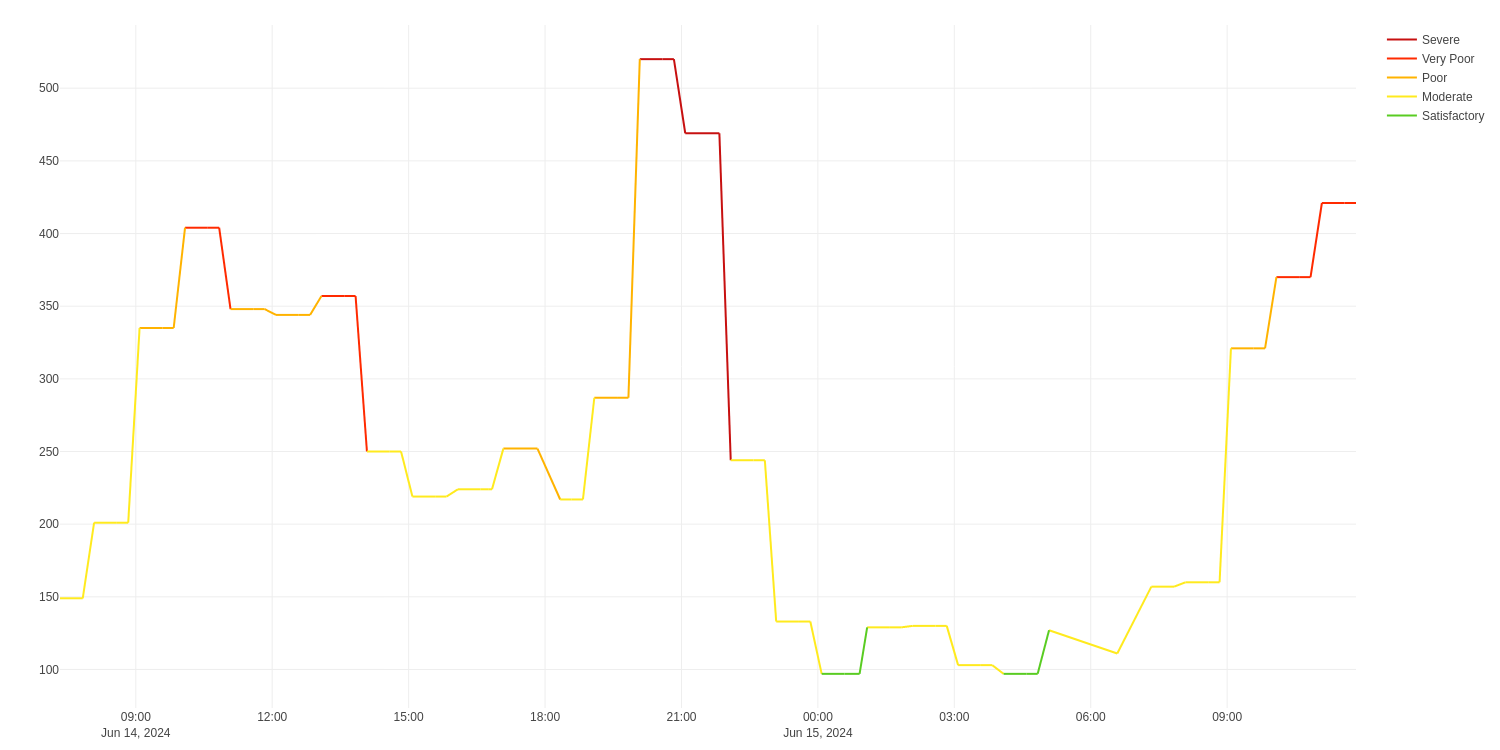 500
450
400
350
300
250
200
150
100
09:00
Jun 14, 2024
12:00
15:00
18:00
21:00
00:00
Jun 15, 2024
03:00
06:00
09:00
Severe
Very Poor
Poor
Moderate
Satisfactory